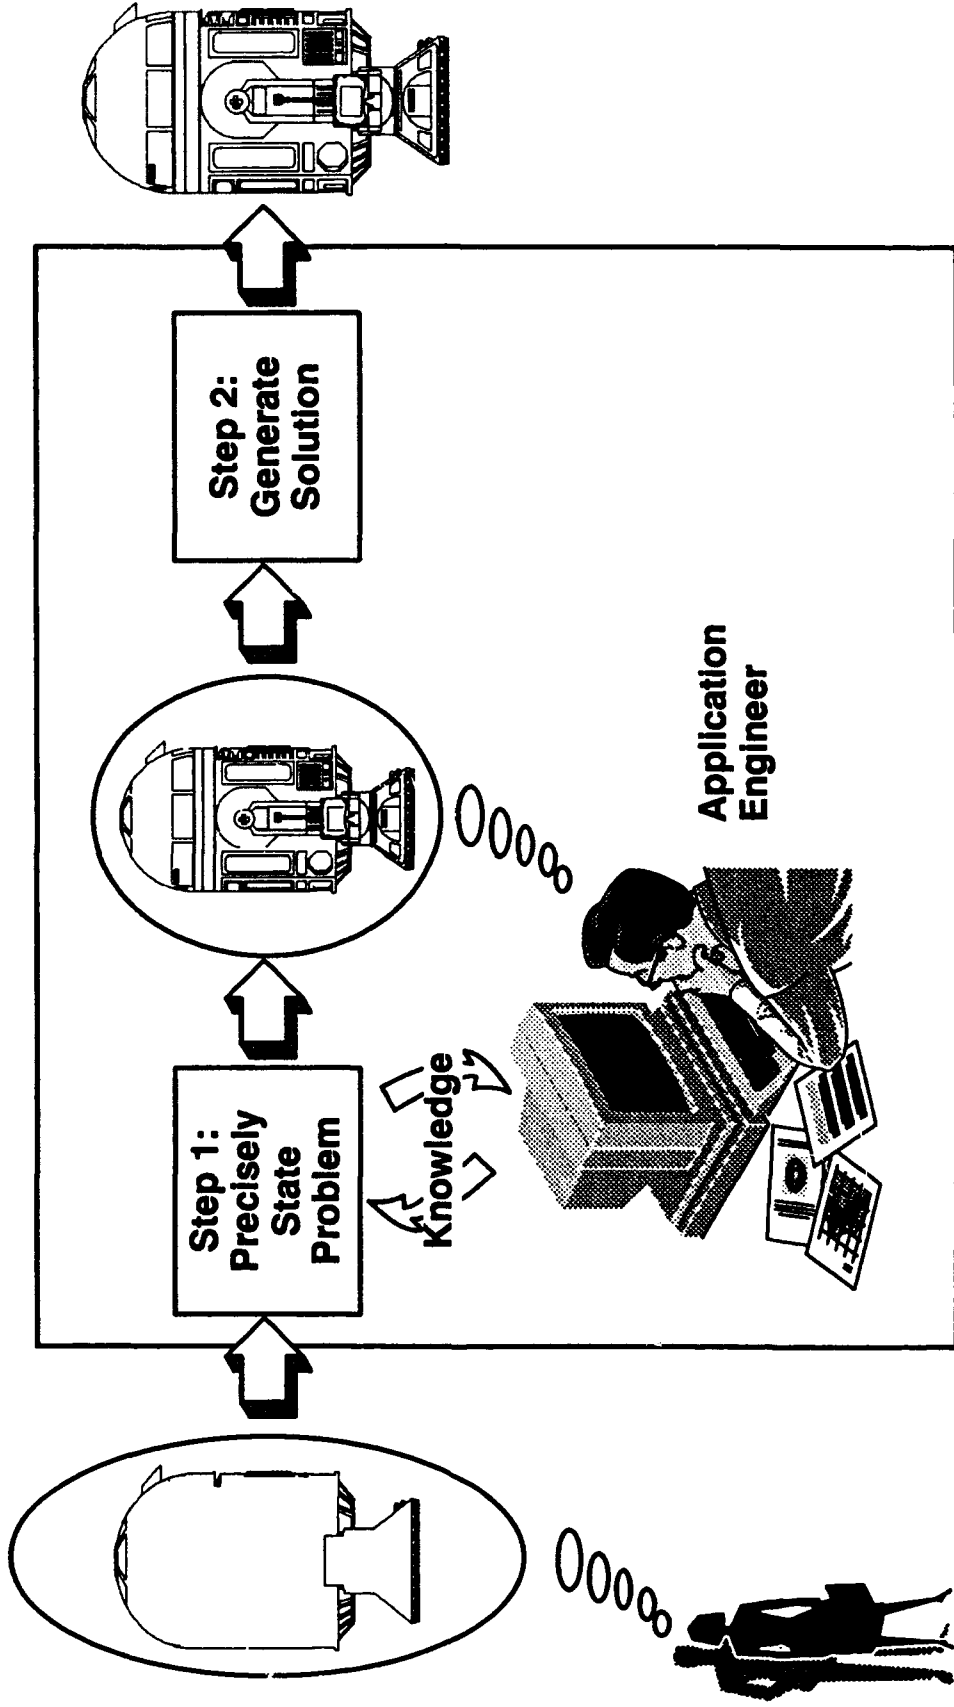 Step 1:
Precisely
State
Problem
Knowledge
Step 2:
Generate
Solution
Application
Engineer